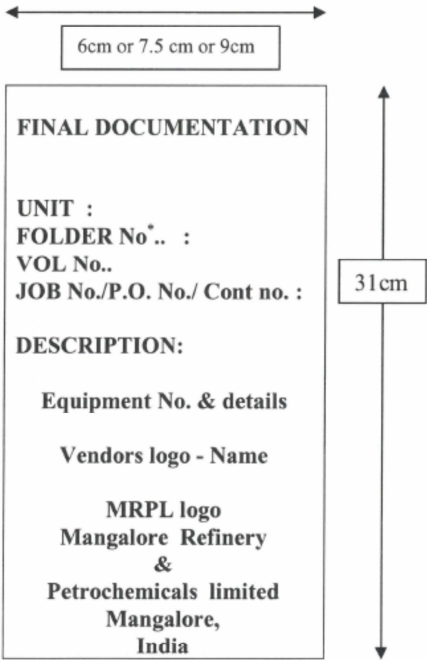 6cm or 7.5 cm or 9cm
FINAL DOCUMENTATION
UNIT :
FOLDER No*.. :
VOL No..
JOB No./P.O. No./ Cont no. :
31cm
DESCRIPTION:
Equipment No. & details
Vendors logo - Name
MRPL logo
Mangalore Refinery
&
Petrochemicals limited
Mangalore,
India